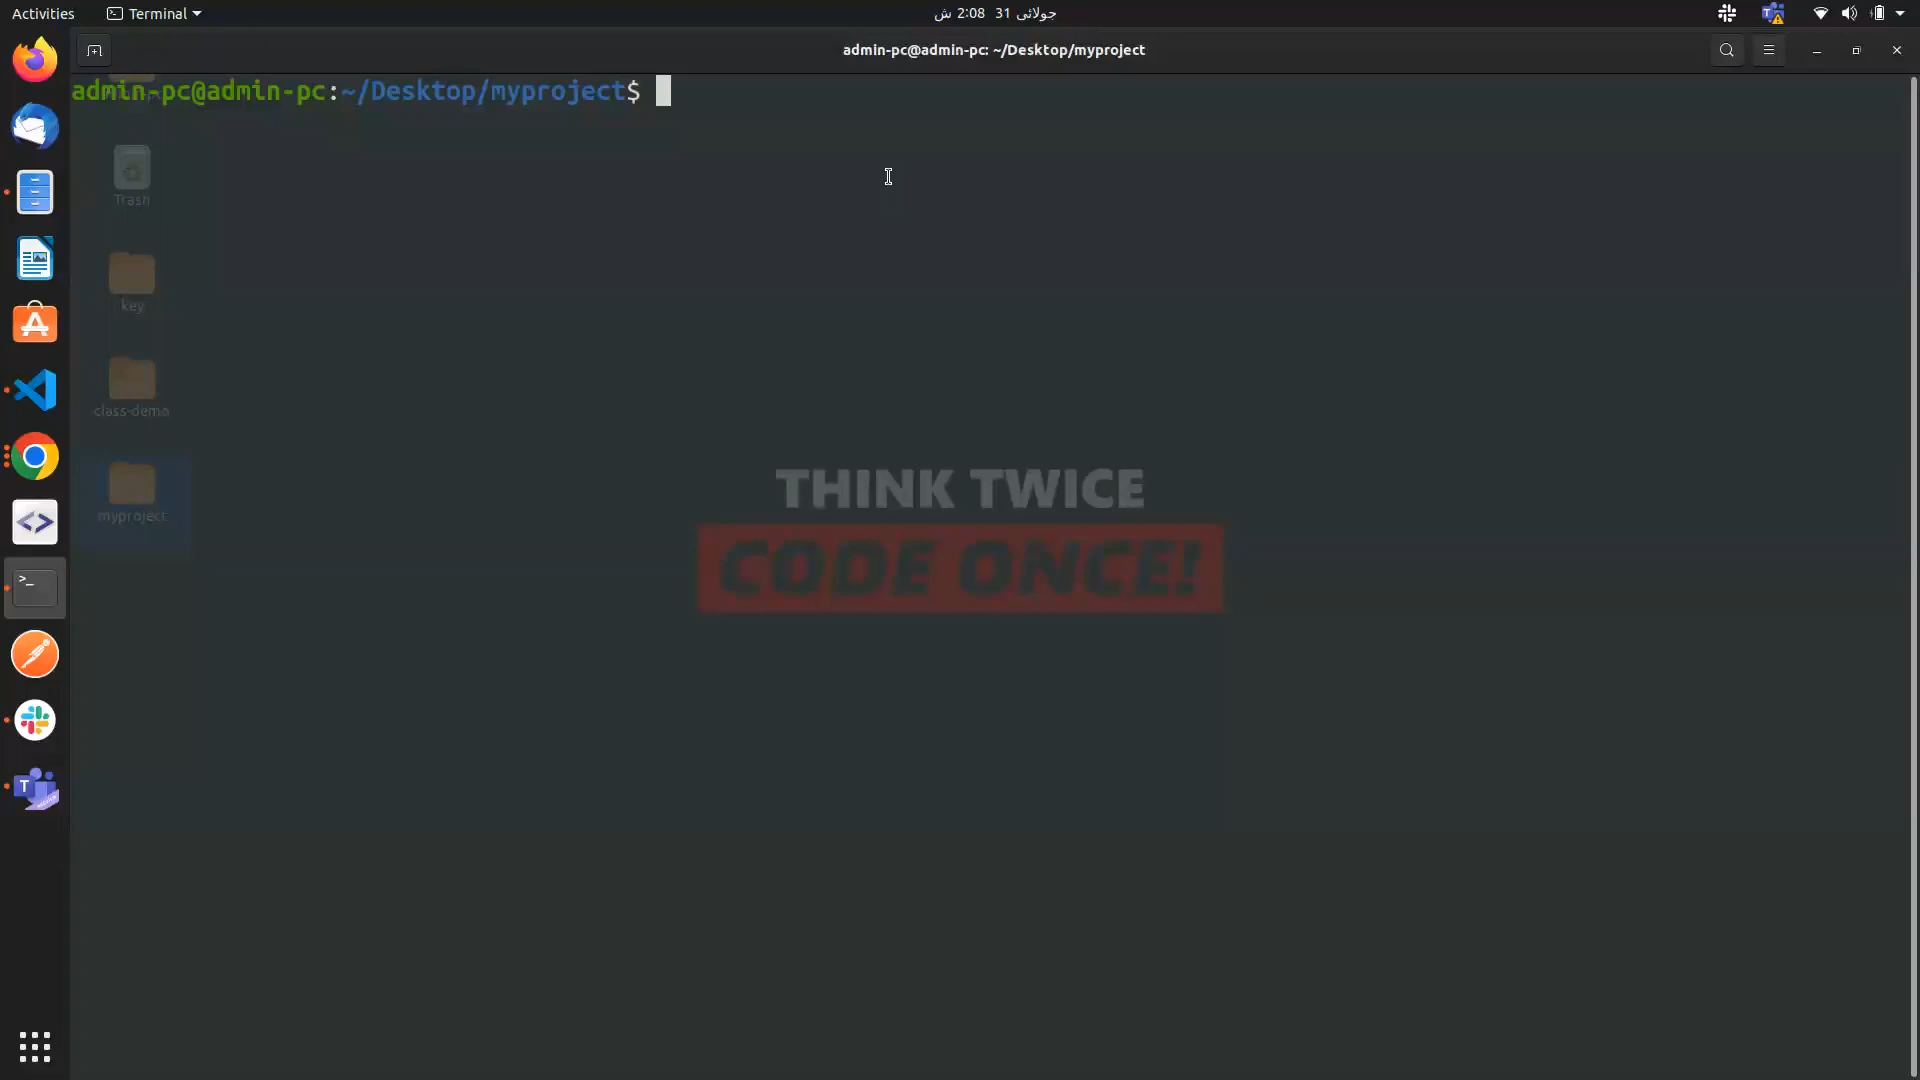 Activities
Terminal
جولائی 31  2:08 ش
admin-pc@admin-pc: ~/Desktop/myproject
admin-pc@admin-pc:~/Desktop/myproject$
Trash
key
class-demo
myproject
THINK TWICE
CODE ONCE!